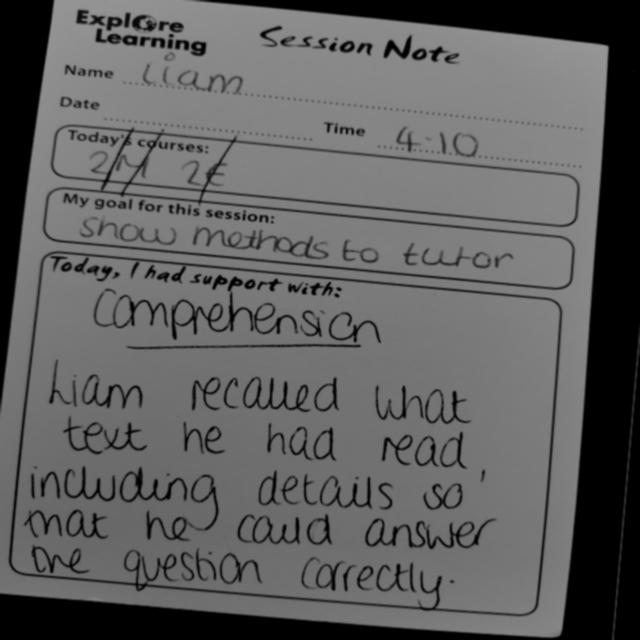 Explore Learning
Session Note
Name Liam
Date Time 4.10
Today's courses:
2M 2E
My goal for this session:
show methods to tutor
Today, I had support with:
Comprehension
Liam recalled what
text he had read,
including details so
that he could answer
the question correctly.